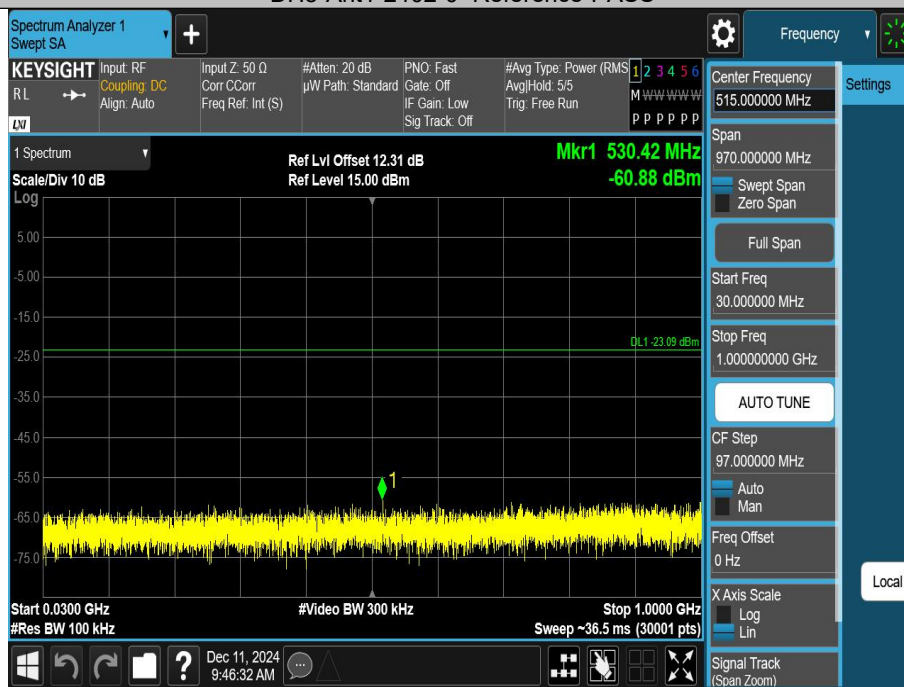 Spectrum Analyzer 1
Swept SA
+
Frequency
KEYSIGHT
RL
LXI
Input: RF
Coupling: DC
Align: Auto
Input Z: 50 Ω
Corr CCorr
Freq Ref: Int (S)
#Atten: 20 dB
µW Path: Standard
PNO: Fast
Gate: Off
IF Gain: Low
Sig Track: Off
#Avg Type: Power (RMS
Avg|Hold: 5/5
Trig: Free Run
1 2 3 4 5 6
M W W W W W
P P P P P P
1 Spectrum
Scale/Div 10 dB
Log
Ref Lvl Offset 12.31 dB
Ref Level 15.00 dBm
Mkr1 530.42 MHz
-60.88 dBm
5.00
-5.00
-15.0
DL1 -23.09 dBm
-25.0
-35.0
-45.0
-55.0
1
-65.0
-75.0
Start 0.0300 GHz
#Res BW 100 kHz
#Video BW 300 kHz
Stop 1.0000 GHz
Sweep ~36.5 ms (30001 pts)
?
Dec 11, 2024
9:46:32 AM
Center Frequency
515.000000 MHz
Span
970.000000 MHz
Swept Span
Zero Span
Full Span
Start Freq
30.000000 MHz
Stop Freq
1.000000000 GHz
AUTO TUNE
CF Step
97.000000 MHz
Auto
Man
Freq Offset
0 Hz
X Axis Scale
Log
Lin
Signal Track
(Span Zoom)
Settings
Local